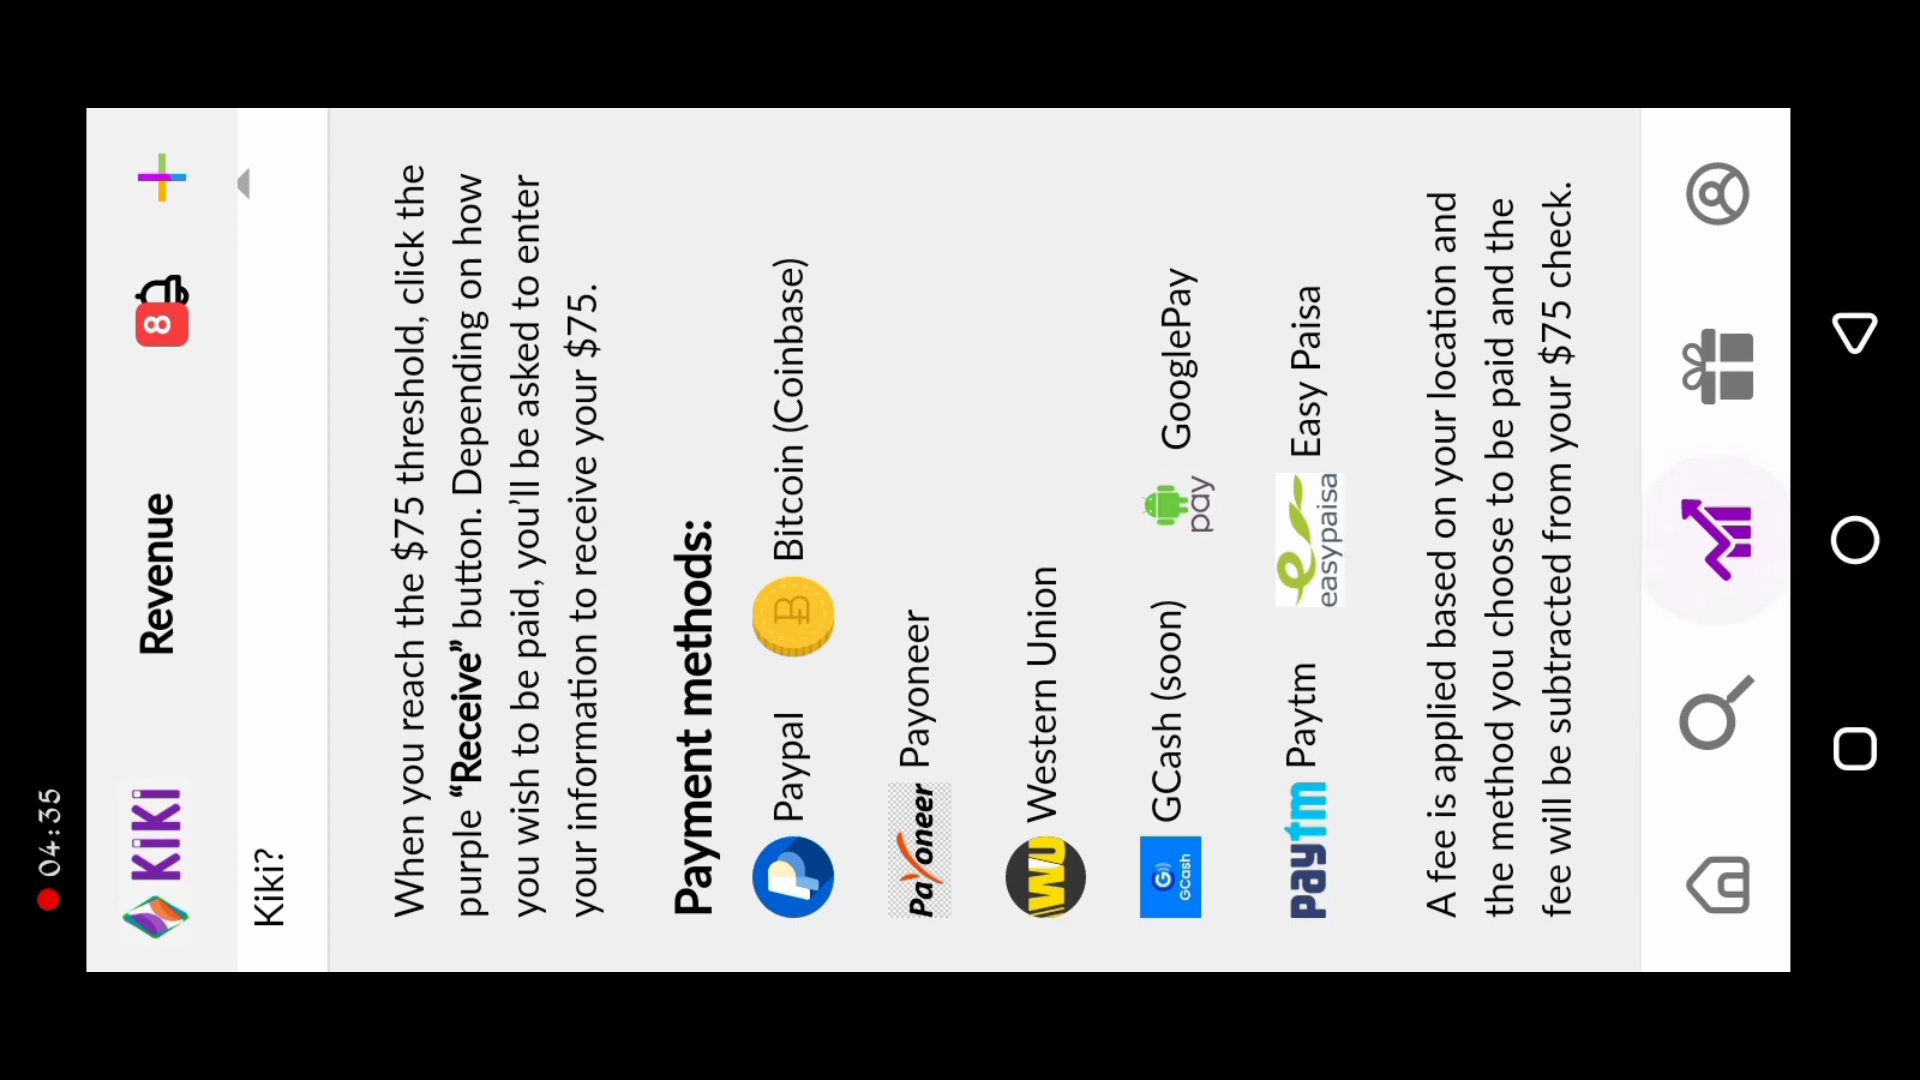 04:35
KiKi Revenue 8
Kiki?
When you reach the $75 threshold, click the
purple “Receive” button. Depending on how
you wish to be paid, you’ll be asked to enter
your information to receive your $75.
Payment methods:
Paypal Bitcoin (Coinbase)
Payoneer Payoneer
WU Western Union
G) GCash GCash (soon) pay GooglePay
Paytm Paytm easypaisa Easy Paisa
A fee is applied based on your location and
the method you choose to be paid and the
fee will be subtracted from your $75 check.